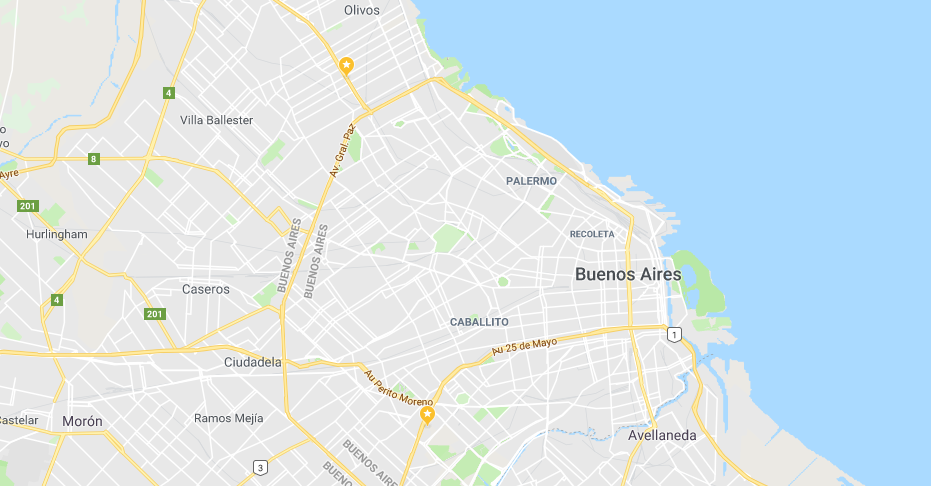 Olivos
4
Villa Ballester
Av. Gral. Paz
8
Ayre
PALERMO
201
Hurlingham
BUENOS AIRES
BUENOS AIRES
RECOLETA
Buenos Aires
Caseros
4
201
CABALLITO
1
Au 25 de Mayo
Ciudadela
Au Perito Moreno
Castelar
Morón
Ramos Mejía
Avellaneda
BUENOS AIR
BUENO
3